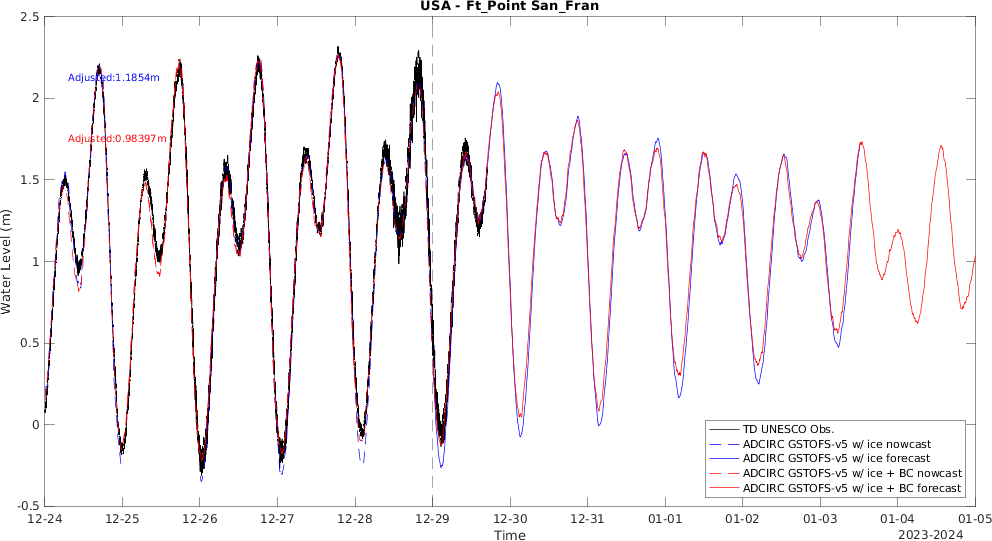 USA - Ft_Point San_Fran
2.5
2
1.5
1
0.5
0
-0.5
Water Level (m)
Adjusted:1.1854m
Adjusted:0.98397m
TD UNESCO Obs.
ADCIRC GSTOFS-v5 w/ ice nowcast
ADCIRC GSTOFS-v5 w/ ice forecast
ADCIRC GSTOFS-v5 w/ ice + BC nowcast
ADCIRC GSTOFS-v5 w/ ice + BC forecast
12-24 12-25 12-26 12-27 12-28 12-29 12-30 12-31 01-01 01-02 01-03 01-04 01-05
Time
2023-2024